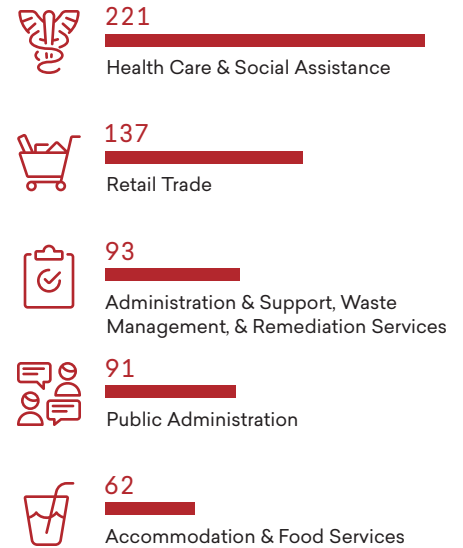 221
Health Care & Social Assistance
137
Retail Trade
93
Administration & Support, Waste
Management, & Remediation Services
91
Public Administration
62
Accommodation & Food Services